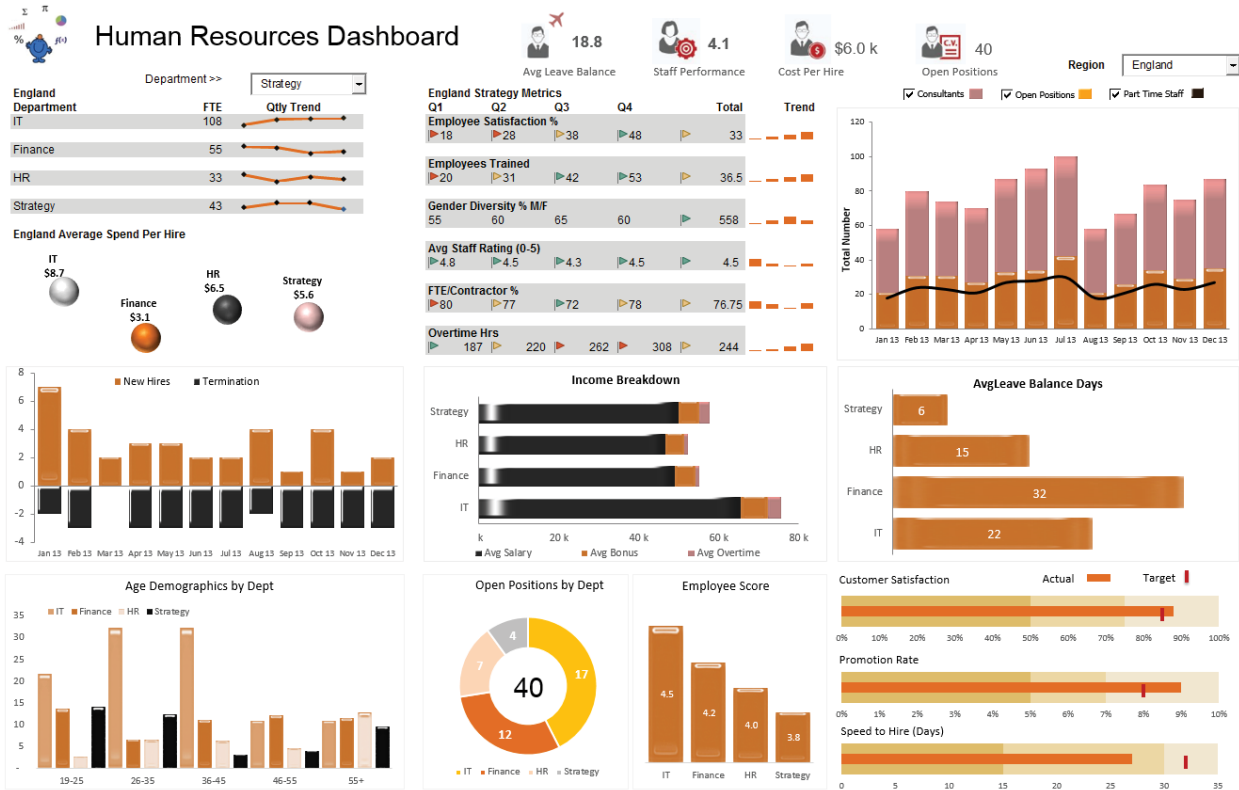 Σ π
% f(x)
Human Resources Dashboard
18.8
Avg Leave Balance
4.1
Staff Performance
$6.0 k
Cost Per Hire
C.V.
40
Open Positions
Region England
Department >> Strategy
England
Department FTE Qtly Trend
IT 108
Finance 55
HR 33
Strategy 43
England Average Spend Per Hire
IT
$8.7
Finance
$3.1
HR
$6.5
Strategy
$5.6
England Strategy Metrics
Q1 Q2 Q3 Q4 Total Trend
Employee Satisfaction %
18 28 38 48 33
Employees Trained
20 31 42 53 36.5
Gender Diversity % M/F
55 60 65 60 558
Avg Staff Rating (0-5)
4.8 4.5 4.3 4.5 4.5
FTE/Contractor %
80 77 72 78 76.75
Overtime Hrs
187 220 262 308 244
Consultants Open Positions Part Time Staff
Total Number
120
100
80
60
40
20
0
Jan 13 Feb 13 Mar 13 Apr 13 May 13 Jun 13 Jul 13 Aug 13 Sep 13 Oct 13 Nov 13 Dec 13
New Hires Termination
8
6
4
2
0
-2
-4
Jan 13 Feb 13 Mar 13 Apr 13 May 13 Jun 13 Jul 13 Aug 13 Sep 13 Oct 13 Nov 13 Dec 13
Income Breakdown
Strategy
HR
Finance
IT
k 20 k 40 k 60 k 80 k
Avg Salary Avg Bonus Avg Overtime
AvgLeave Balance Days
Strategy 6
HR 15
Finance 32
IT 22
Age Demographics by Dept
IT Finance HR Strategy
35
30
25
20
15
10
5
-
19-25 26-35 36-45 46-55 55+
Open Positions by Dept
4
7
17
40
12
IT Finance HR Strategy
Employee Score
4.5 4.2 4.0 3.8
IT Finance HR Strategy
Customer Satisfaction Actual Target
0% 10% 20% 30% 40% 50% 60% 70% 80% 90% 100%
Promotion Rate
0% 1% 2% 3% 4% 5% 6% 7% 8% 9% 10%
Speed to Hire (Days)
0 5 10 15 20 25 30 35